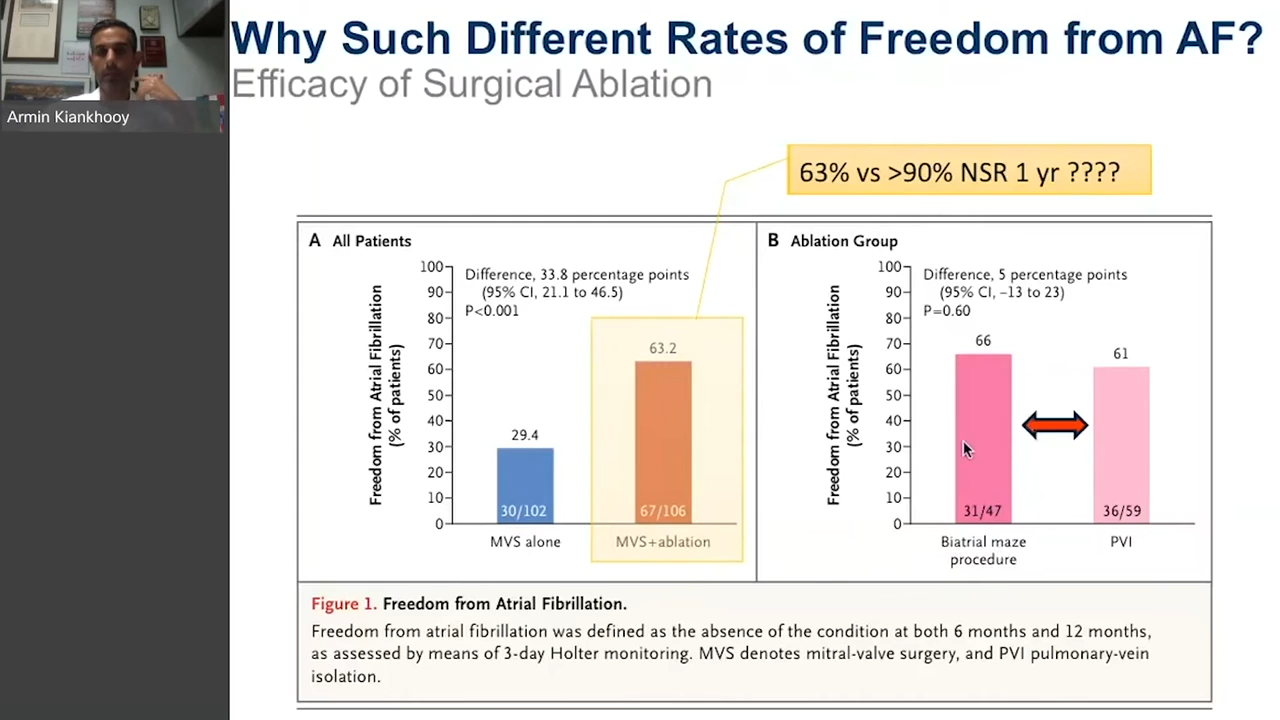 Why Such Different Rates of Freedom from AF?
Efficacy of Surgical Ablation
Armin Kiankhooy
63% vs >90% NSR 1 yr ????
A All Patients
Freedom from Atrial Fibrillation
(% of patients)
100
90
80
70
60
50
40
30
20
10
0
Difference, 33.8 percentage points
(95% CI, 21.1 to 46.5)
P<0.001
29.4
63.2
30/102
67/106
MVS alone
MVS+ablation
B Ablation Group
Freedom from Atrial Fibrillation
(% of patients)
100
90
80
70
60
50
40
30
20
10
0
Difference, 5 percentage points
(95% CI, –13 to 23)
P=0.60
66
61
31/47
36/59
Biatrial maze
procedure
PVI
Figure 1. Freedom from Atrial Fibrillation.
Freedom from atrial fibrillation was defined as the absence of the condition at both 6 months and 12 months,
as assessed by means of 3-day Holter monitoring. MVS denotes mitral-valve surgery, and PVI pulmonary-vein
isolation.